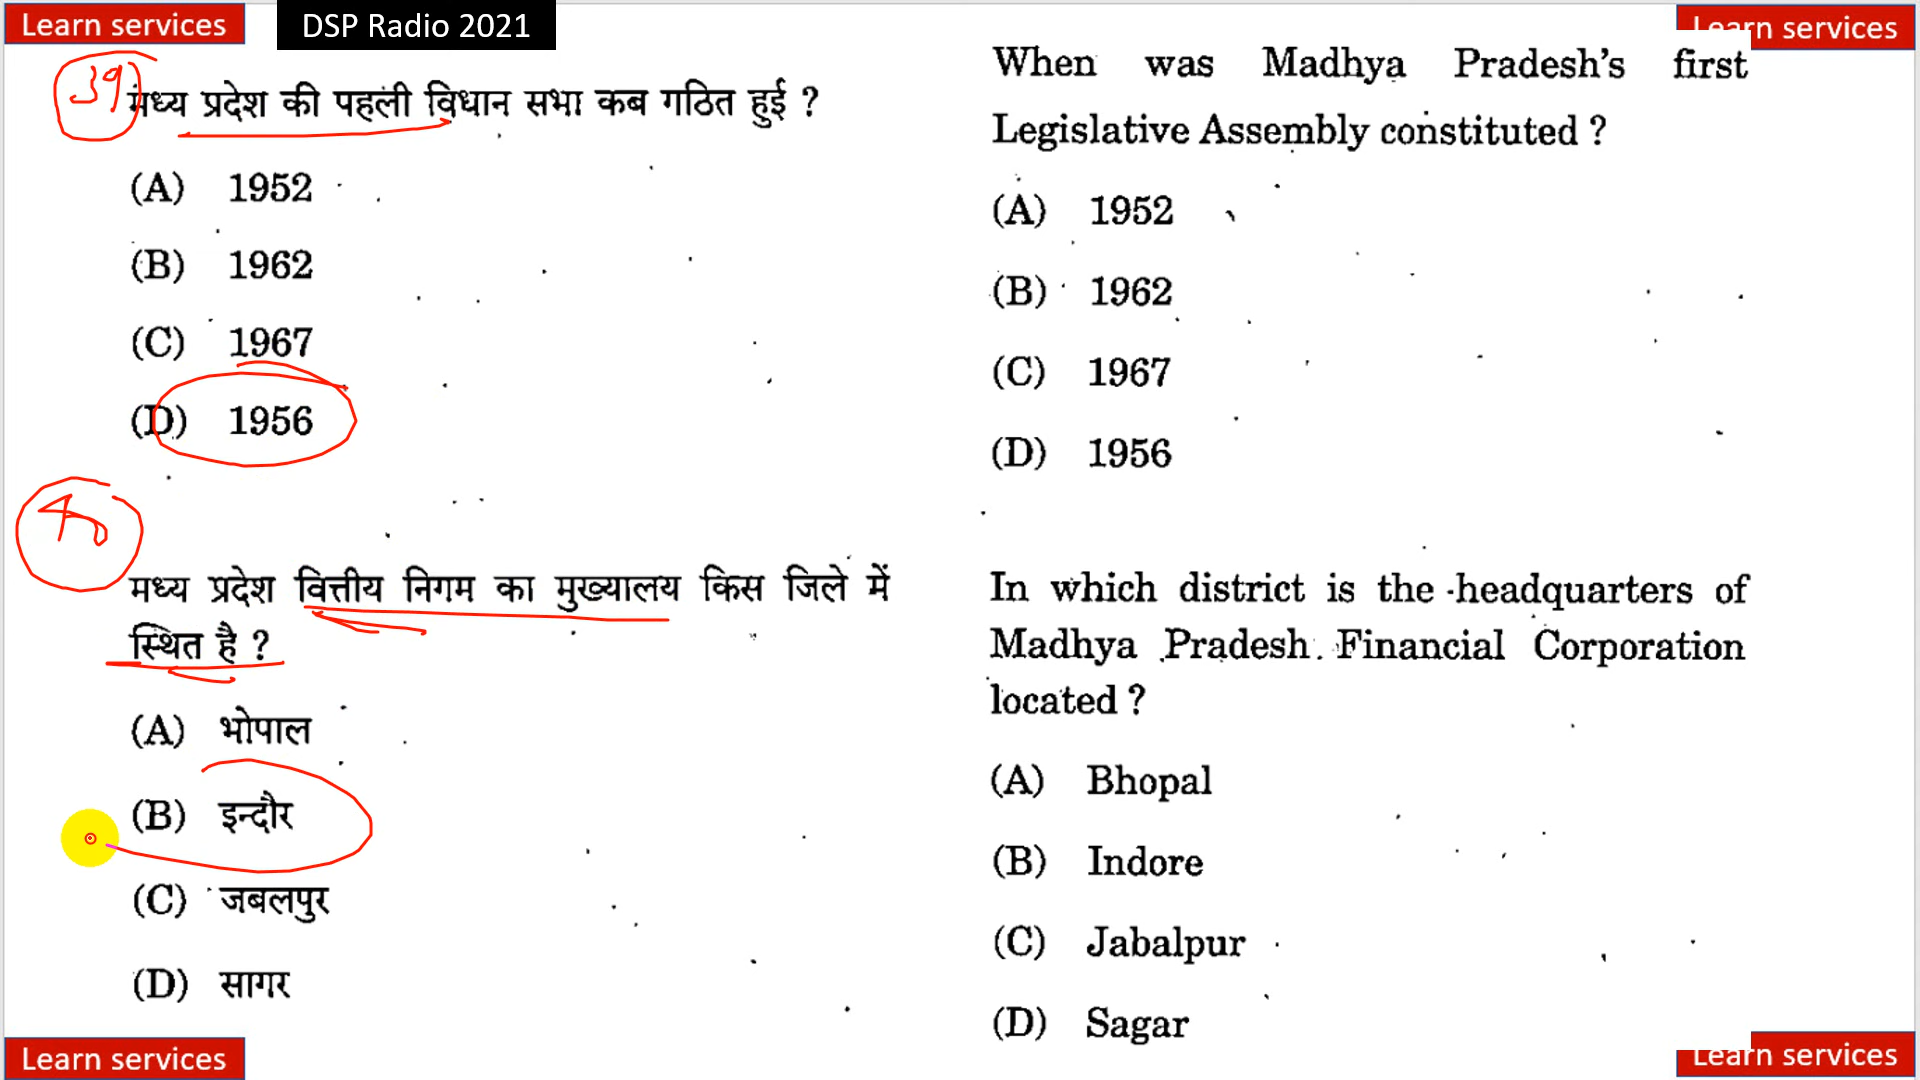 Learn services
DSP Radio 2021
Learn services
39
मध्य प्रदेश की पहली विधान सभा कब गठित हुई ?
(A) 1952
(B) 1962
(C) 1967
(D) 1956
40
मध्य प्रदेश वित्तीय निगम का मुख्यालय किस जिले में
स्थित है ?
(A) भोपाल
(B) इन्दौर
(C) जबलपुर
(D) सागर
When was Madhya Pradesh's first
Legislative Assembly constituted ?
(A) 1952
(B) 1962
(C) 1967
(D) 1956
In which district is the headquarters of
Madhya Pradesh Financial Corporation
located ?
(A) Bhopal
(B) Indore
(C) Jabalpur
(D) Sagar
Learn services
Learn services